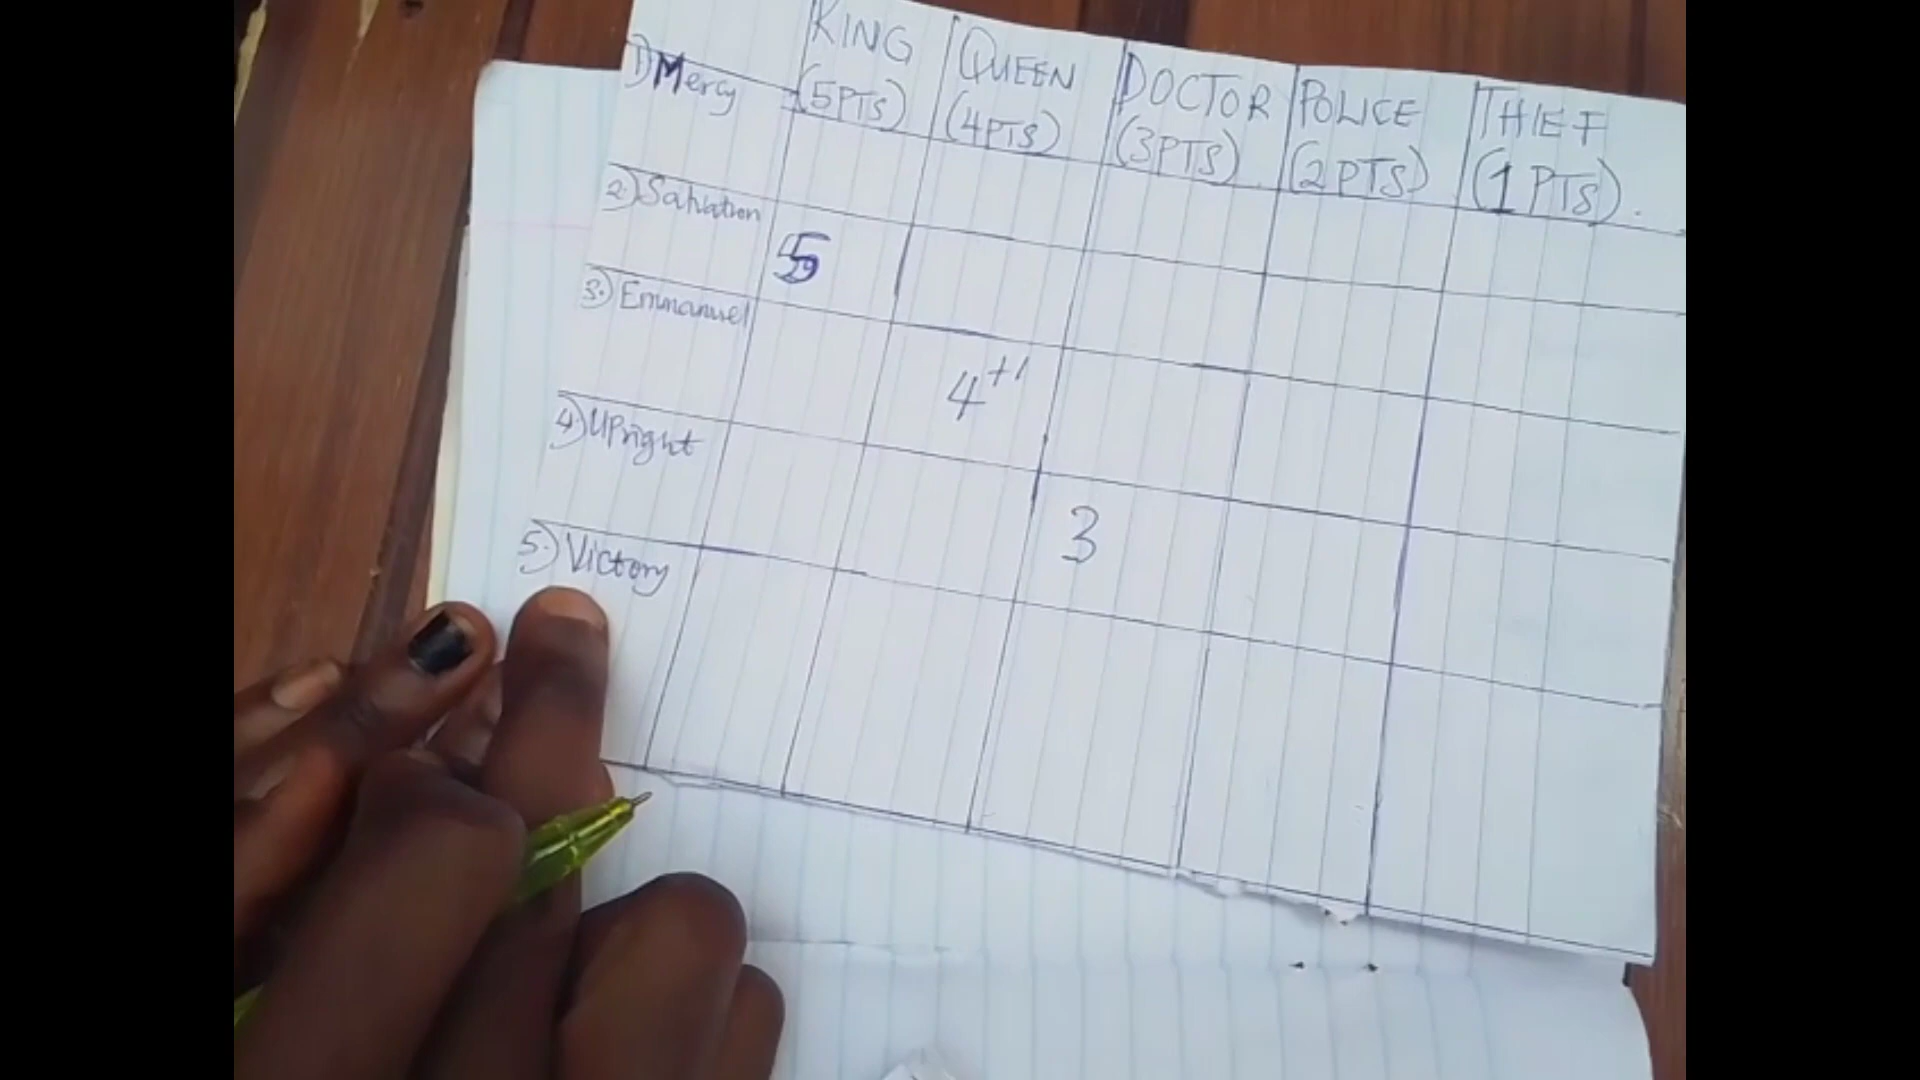 KING QUEEN DOCTOR POLICE THIEF
(5PTS) (4PTS) (3PTS) (2PTS) (1PTS).
1) Mercy
2.) Salvation 5
3.) Emmanuel 4+1
4.) UPright 3
5.) Victory